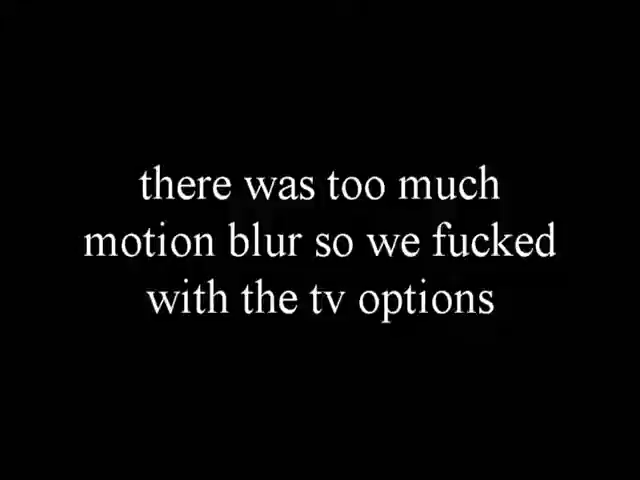 there was too much
motion blur so we fucked
with the tv options